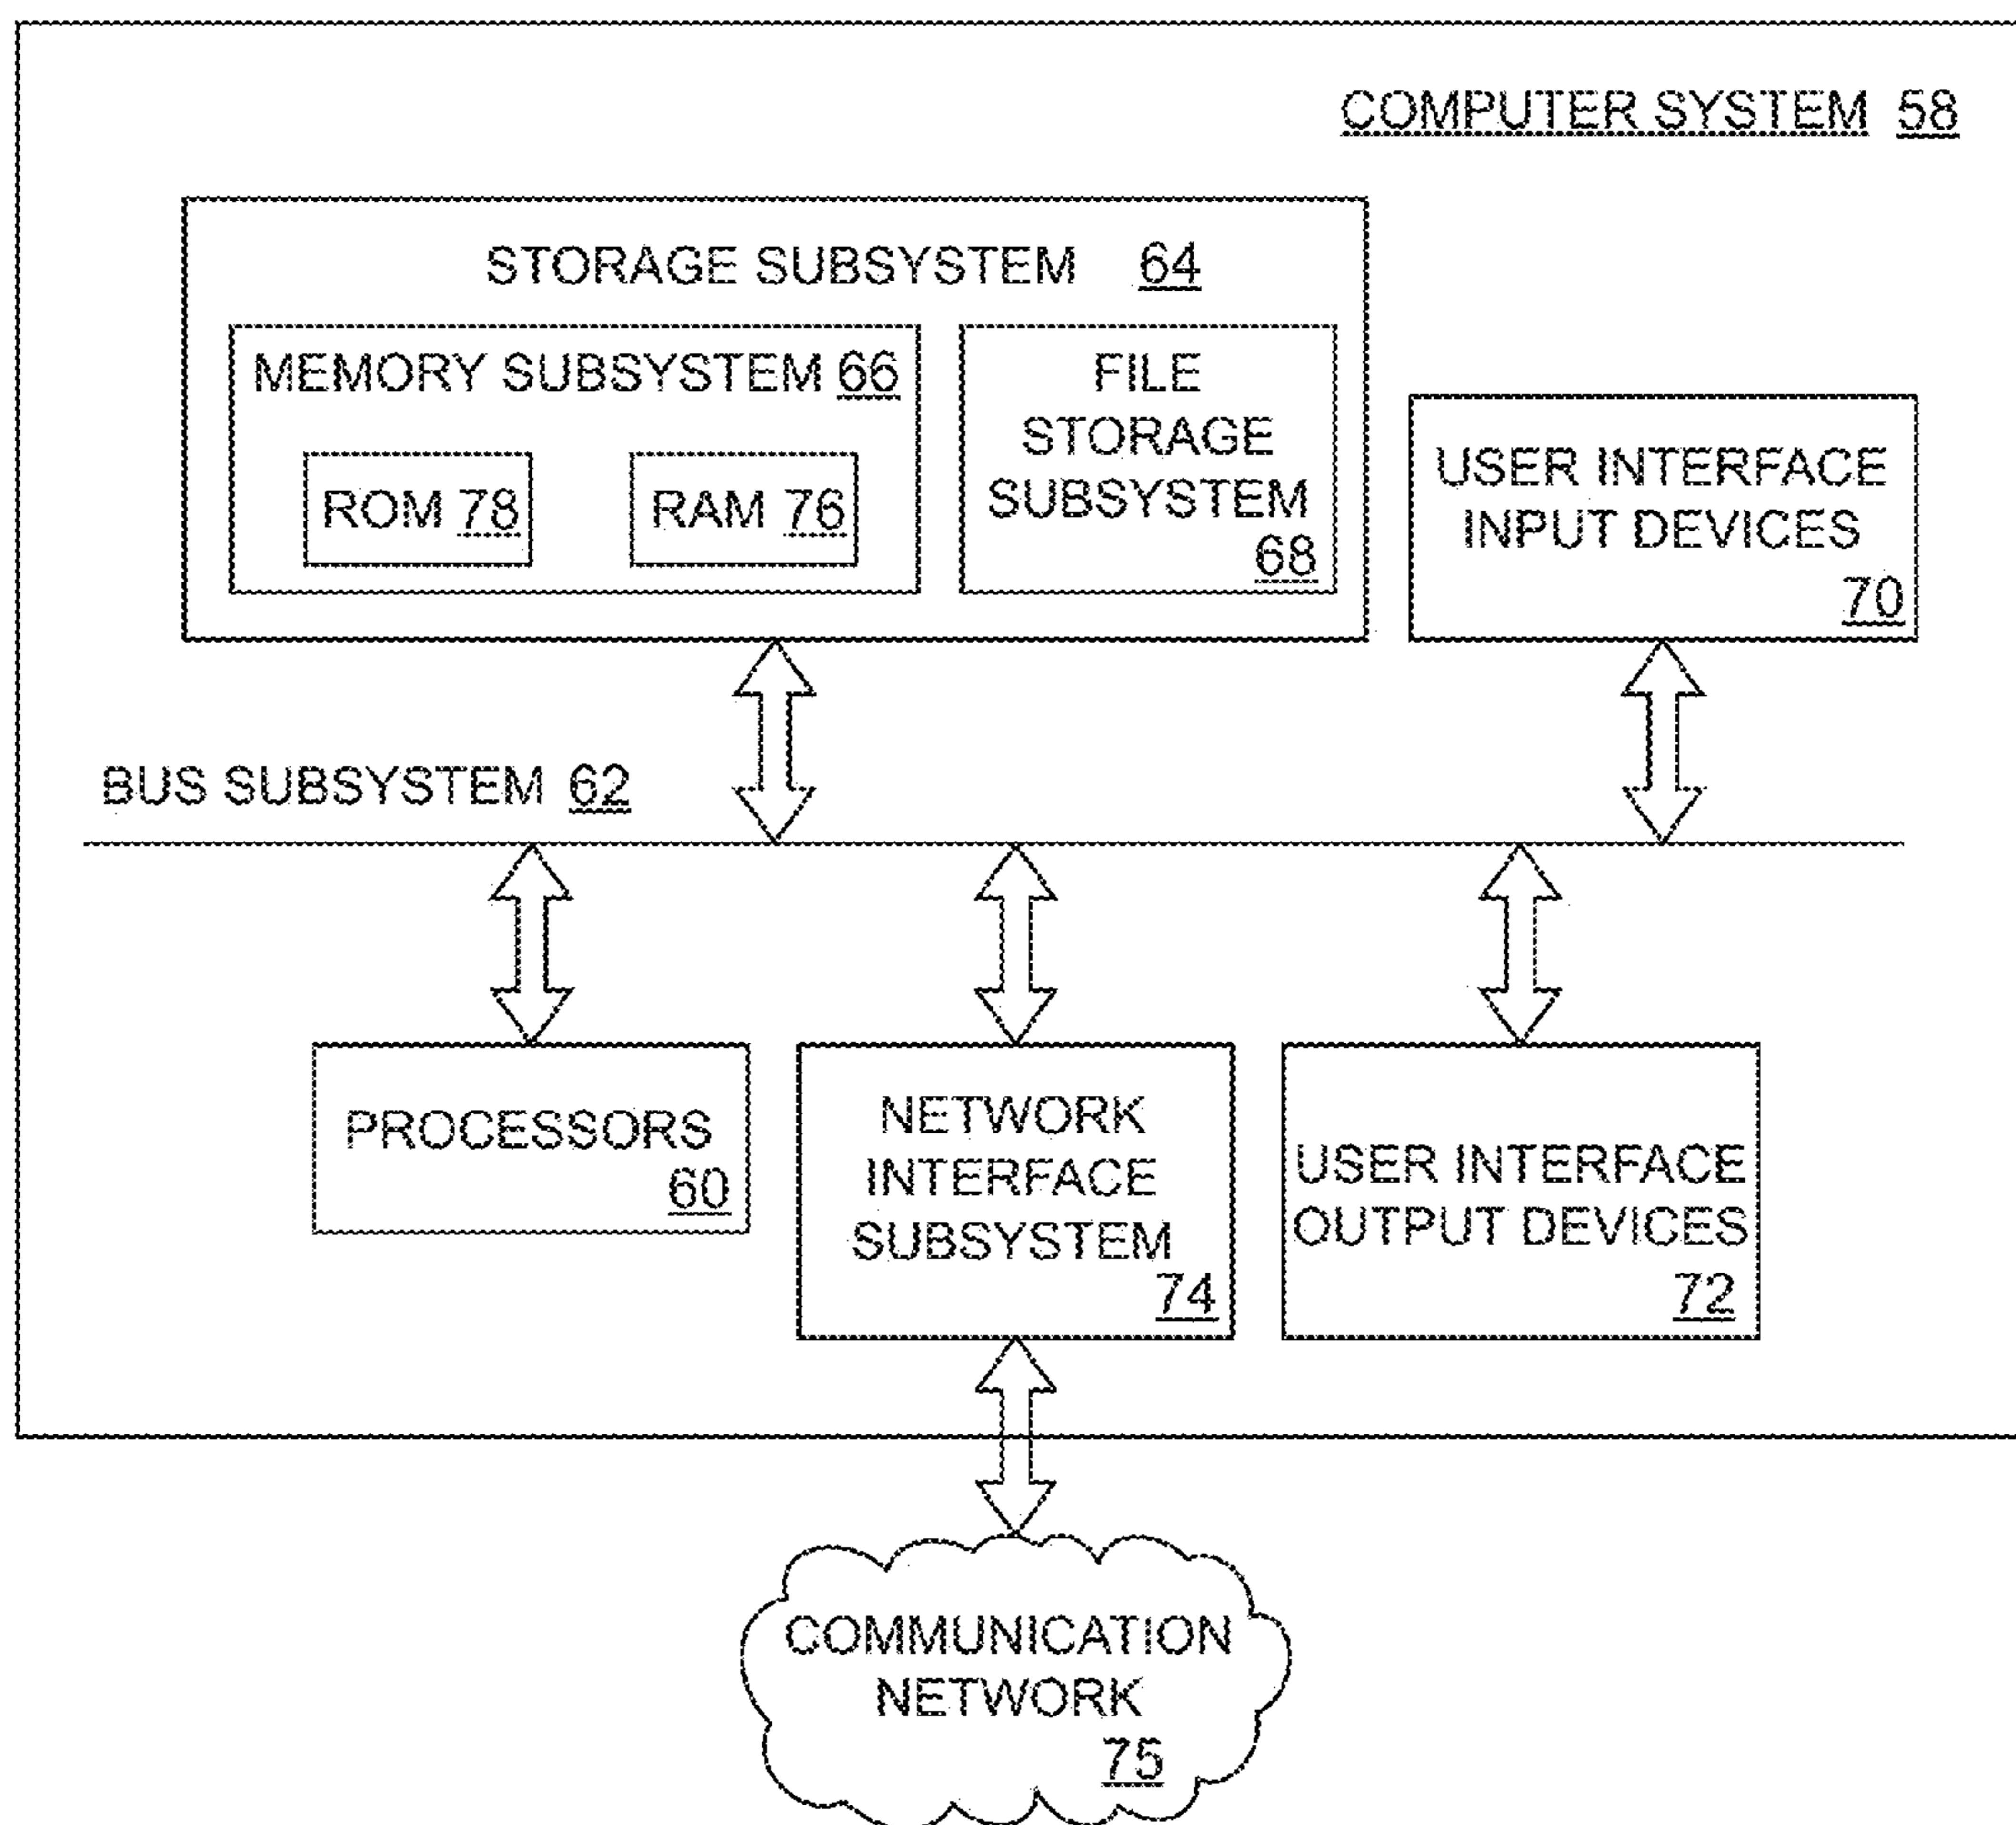 COMPUTER SYSTEM 58
STORAGE SUBSYSTEM 64
MEMORY SUBSYSTEM 66
ROM 78
RAM 76
FILE
STORAGE
SUBSYSTEM
68
USER INTERFACE
INPUT DEVICES
70
BUS SUBSYSTEM 62
PROCESSORS
60
NETWORK
INTERFACE
SUBSYSTEM
74
USER INTERFACE
OUTPUT DEVICES
72
COMMUNICATION
NETWORK
75